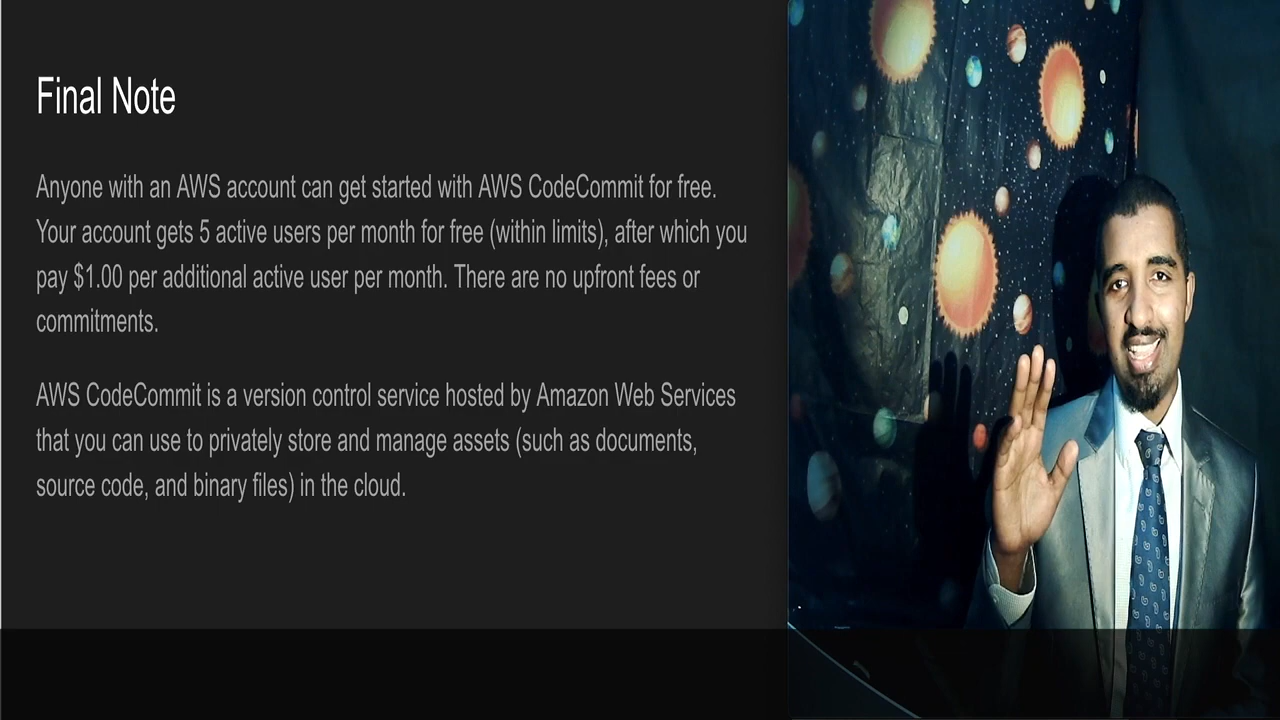 Final Note
Anyone with an AWS account can get started with AWS CodeCommit for free.
Your account gets 5 active users per month for free (within limits), after which you
pay $1.00 per additional active user per month. There are no upfront fees or
commitments.
AWS CodeCommit is a version control service hosted by Amazon Web Services
that you can use to privately store and manage assets (such as documents,
source code, and binary files) in the cloud.